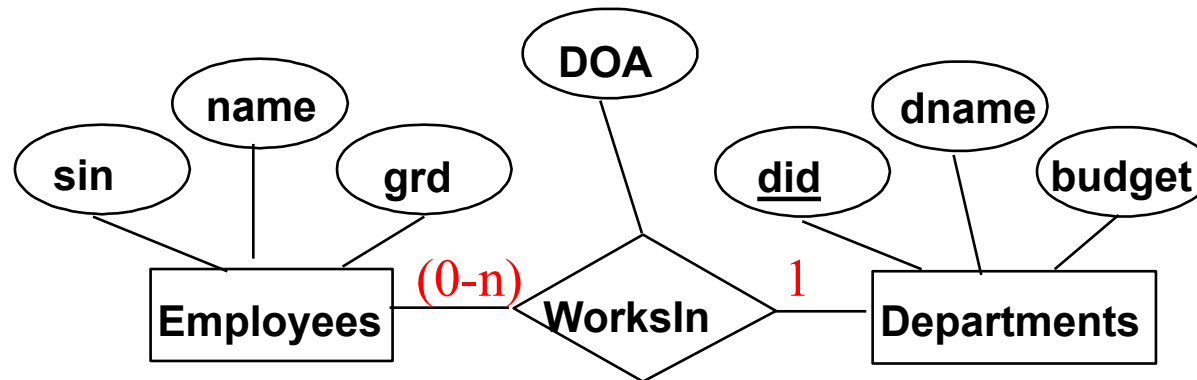 DOA
name
dname
sin
grd
did
budget
(0-n)
1
Employees
WorksIn
Departments